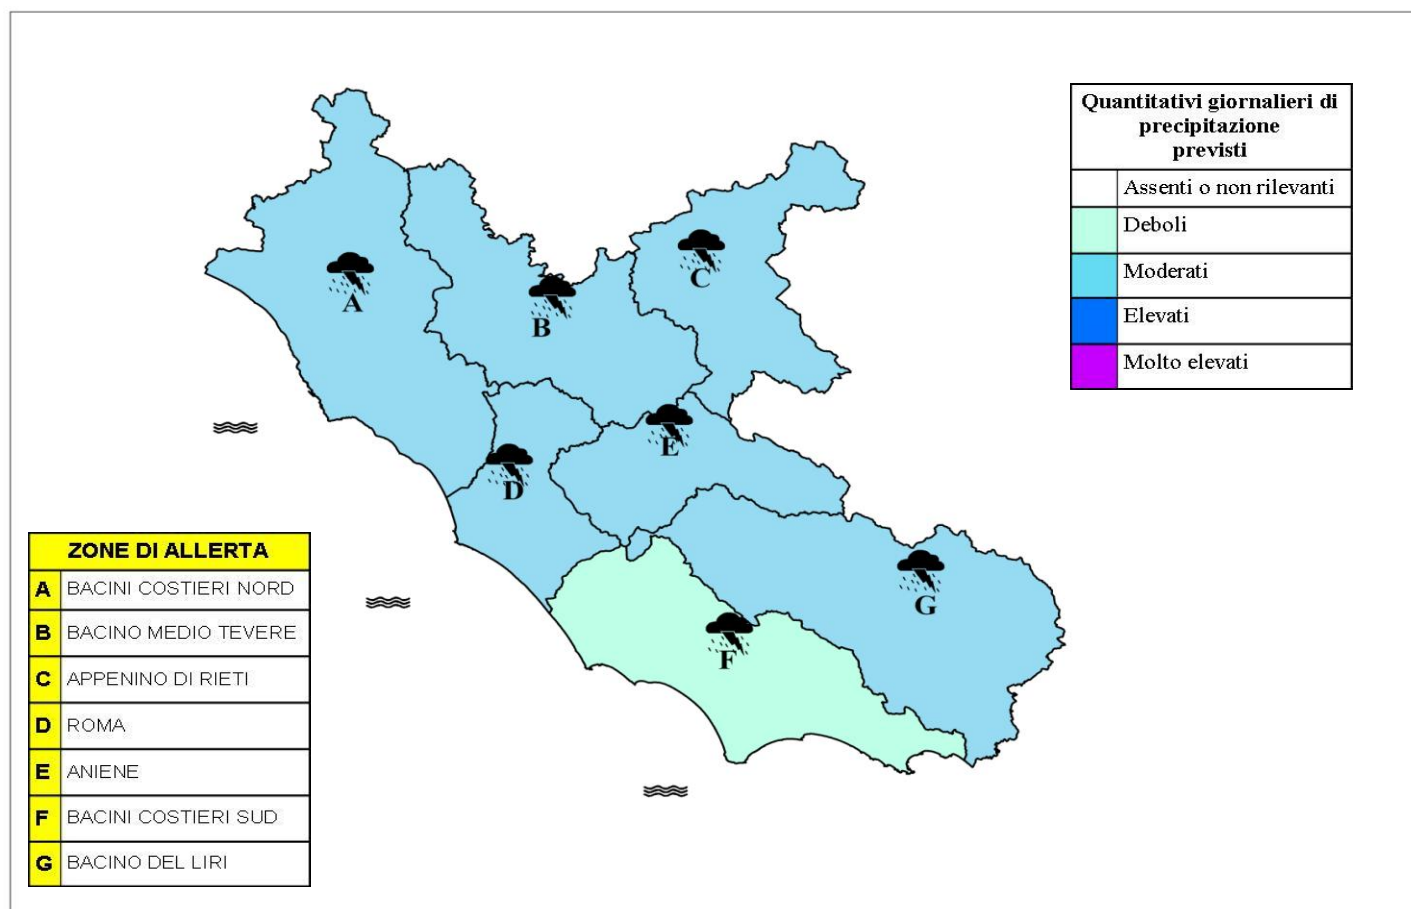 Quantitativi giornalieri di
precipitazione
previsti
Assenti o non rilevanti
Deboli
Moderati
Elevati
Molto elevati
A
B
C
D
E
F
G
ZONE DI ALLERTA
A BACINI COSTIERI NORD
B BACINO MEDIO TEVERE
C APPENINO DI RIETI
D ROMA
E ANIENE
F BACINI COSTIERI SUD
G BACINO DEL LIRI